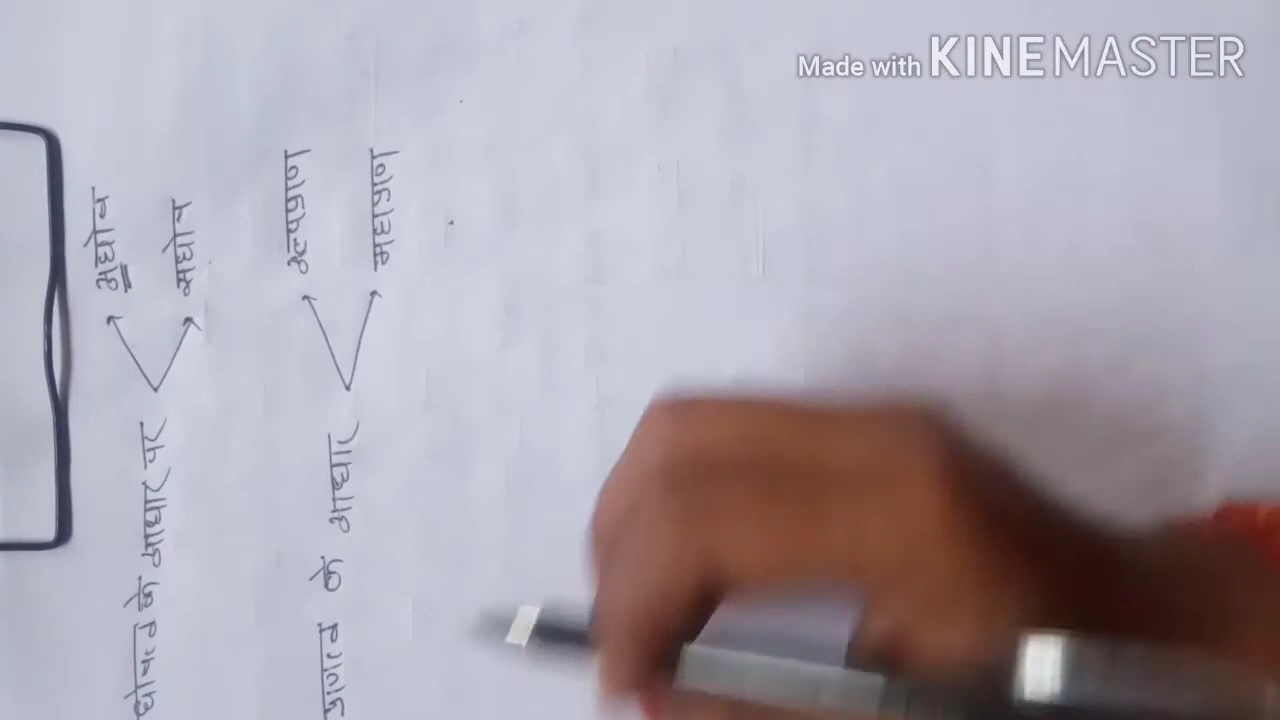 Made with KINEMASTER
अघोष
सघोष
घोषत्व के आधार पर
अल्पप्राण
महाप्राण
प्राणत्व के आधार